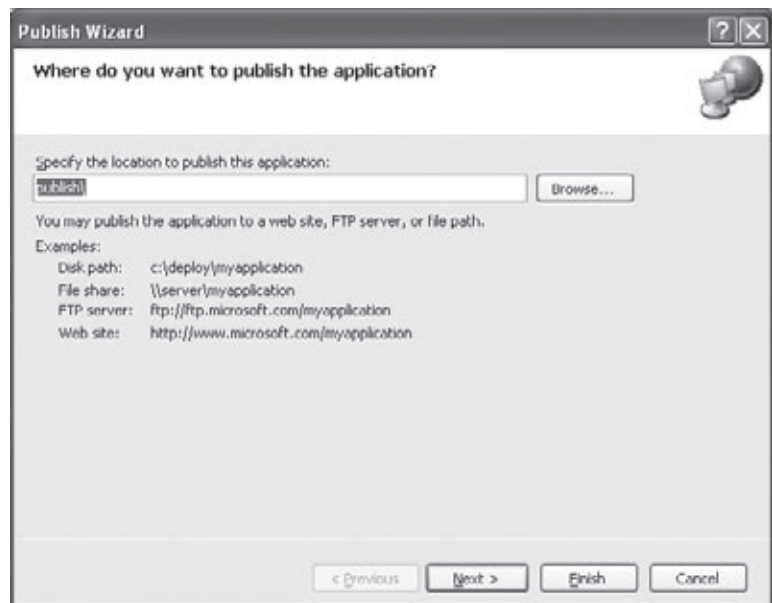 Publish Wizard
Where do you want to publish the application?
Specify the location to publish this application:
publish\
Browse...
You may publish the application to a web site, FTP server, or file path.
Examples:
Disk path: c:\deploy\myapplication
File share: \\server\myapplication
FTP server: ftp://ftp.microsoft.com/myapplication
Web site: http://www.microsoft.com/myapplication
< Previous
Next >
Finish
Cancel